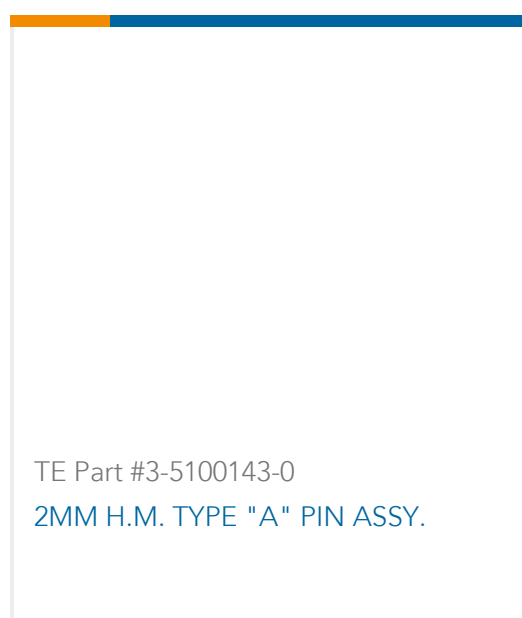 TE Part #3-5100143-0
2MM H.M. TYPE "A" PIN ASSY.